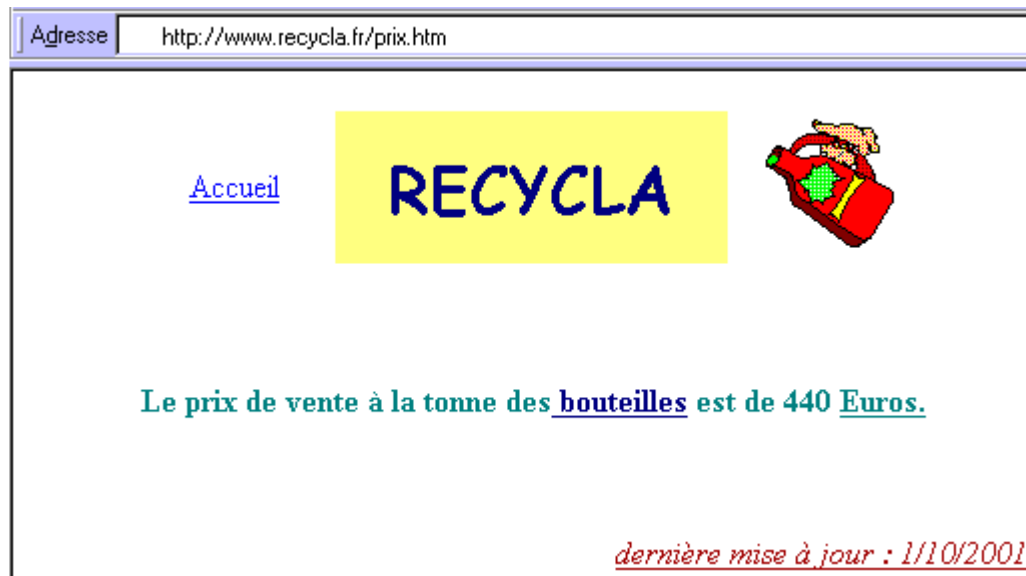 Adresse http://www.recycla.fr/prix.htm
Accueil RECYCLA
Le prix de vente à la tonne des bouteilles est de 440 Euros.
dernière mise à jour : 1/10/2001